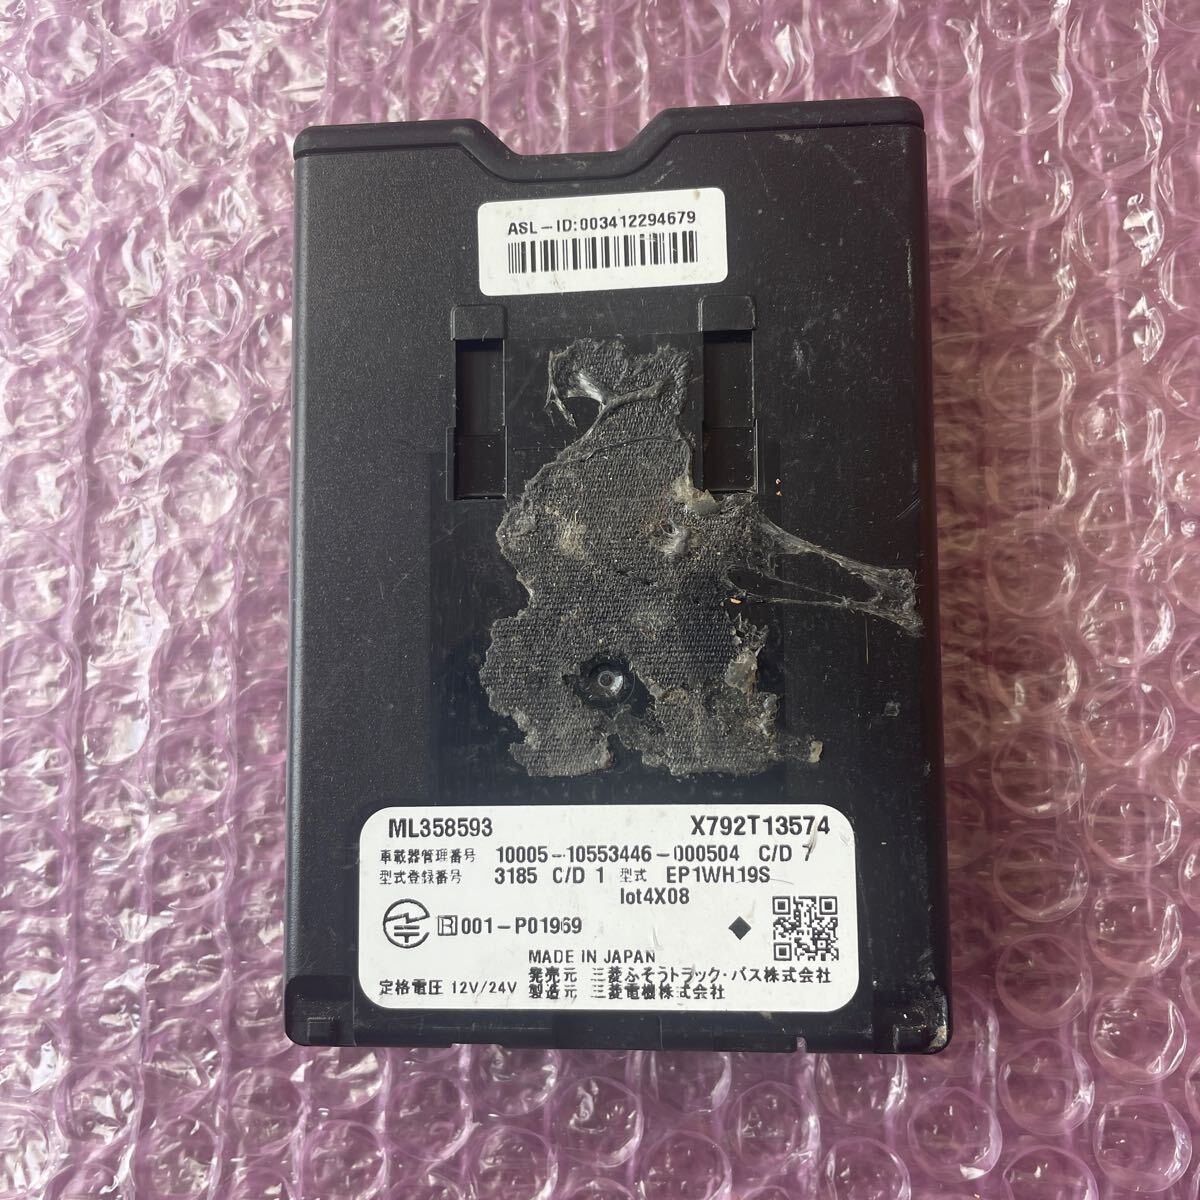 ASL-ID:003412294679
ML358593 X792T13574
車載器管理番号 10005-10553446-000504 C/D 7
型式登録番号 3185 C/D 1 型式 EP1WH19S
lot4X08
R 001-P01969
MADE IN JAPAN
発売元 三菱ふそうトラック・バス株式会社
定格電圧 12V/24V 製造元 三菱電機株式会社